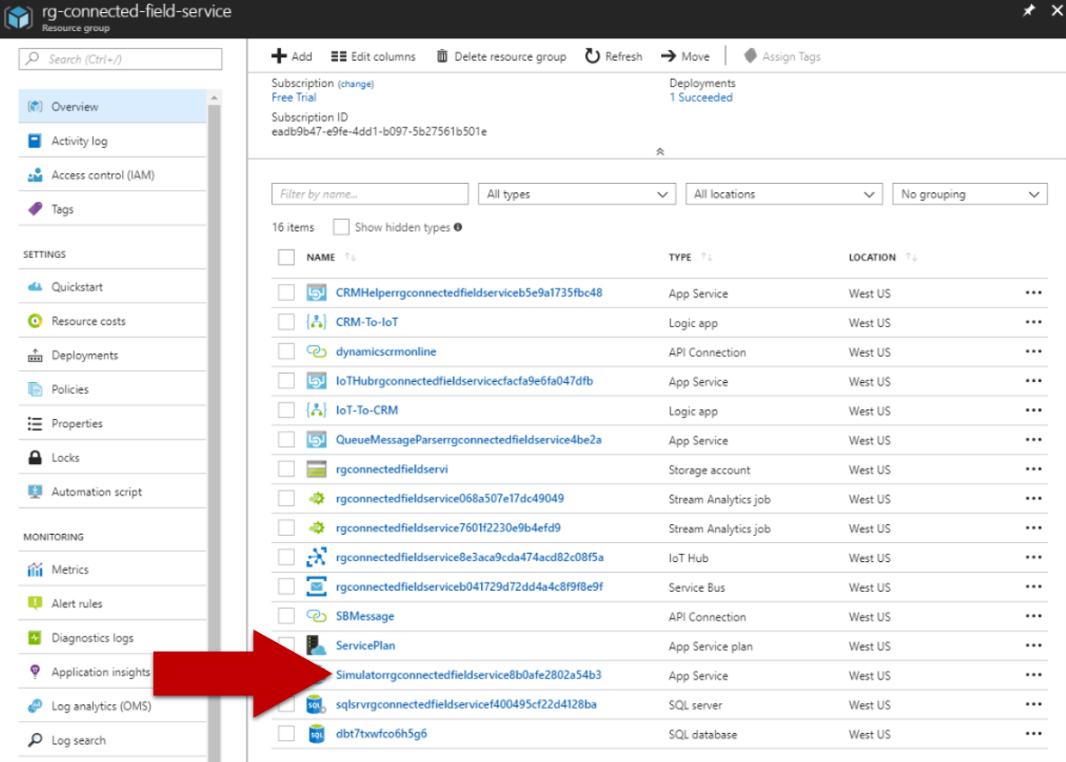 rg-connected-field-service
Resource group
Search (Ctrl+/)
Overview
Activity log
Access control (IAM)
Tags
SETTINGS
Quickstart
Resource costs
Deployments
Policies
Properties
Locks
Automation script
MONITORING
Metrics
Alert rules
Diagnostics logs
Application insights
Log analytics (OMS)
Log search
Add Edit columns Delete resource group Refresh Move Assign Tags
Subscription (change)
Free Trial
Deployments
1 Succeeded
Subscription ID
eadb9b47-e9fe-4dd1-b097-5b27561b501e
Filter by name... All types All locations No grouping
16 items Show hidden types
NAME TYPE LOCATION
CRMHelperrgconnectedfieldserviceb5e9a1735fbc48 App Service West US
CRM-To-IoT Logic app West US
dynamicscrmonline API Connection West US
IoTHubrgconnectedfieldservicecfacfa9e6fa047dfb App Service West US
IoT-To-CRM Logic app West US
QueueMessageParserrgconnectedfieldservice4be2a App Service West US
rgconnectedfieldservi Storage account West US
rgconnectedfieldservice068a507e17dc49049 Stream Analytics job West US
rgconnectedfieldservice7601f2230e9b4efd9 Stream Analytics job West US
rgconnectedfieldservice8e3aca9cda474acd82c08f5a IoT Hub West US
rgconnectedfieldserviceb041729d72dd4a4c8f9f8e9f Service Bus West US
SBMessage API Connection West US
ServicePlan App Service plan West US
Simulatorrgconnectedfieldservice8b0afe2802a54b3 App Service West US
sqlsrvrgconnectedfieldservicef400495cf22d4128ba SQL server West US
dbt7txwfco6h5g6 SQL database West US